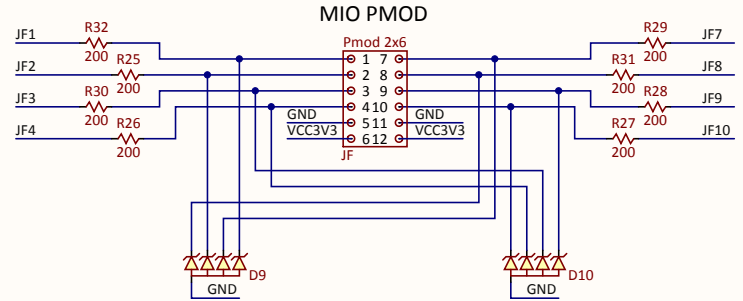 MIO PMOD
JF1 R32 Pmod 2x6 R29 JF7
200 1 7 200
JF2 R25 2 8 R31 JF8
200 200
JF3 R30 3 9 R28 JF9
200 4 10 200
JF4 R26 GND 5 11 GND R27 JF10
200 VCC3V3 6 12 VCC3V3 200
JF
D9 D10
GND GND